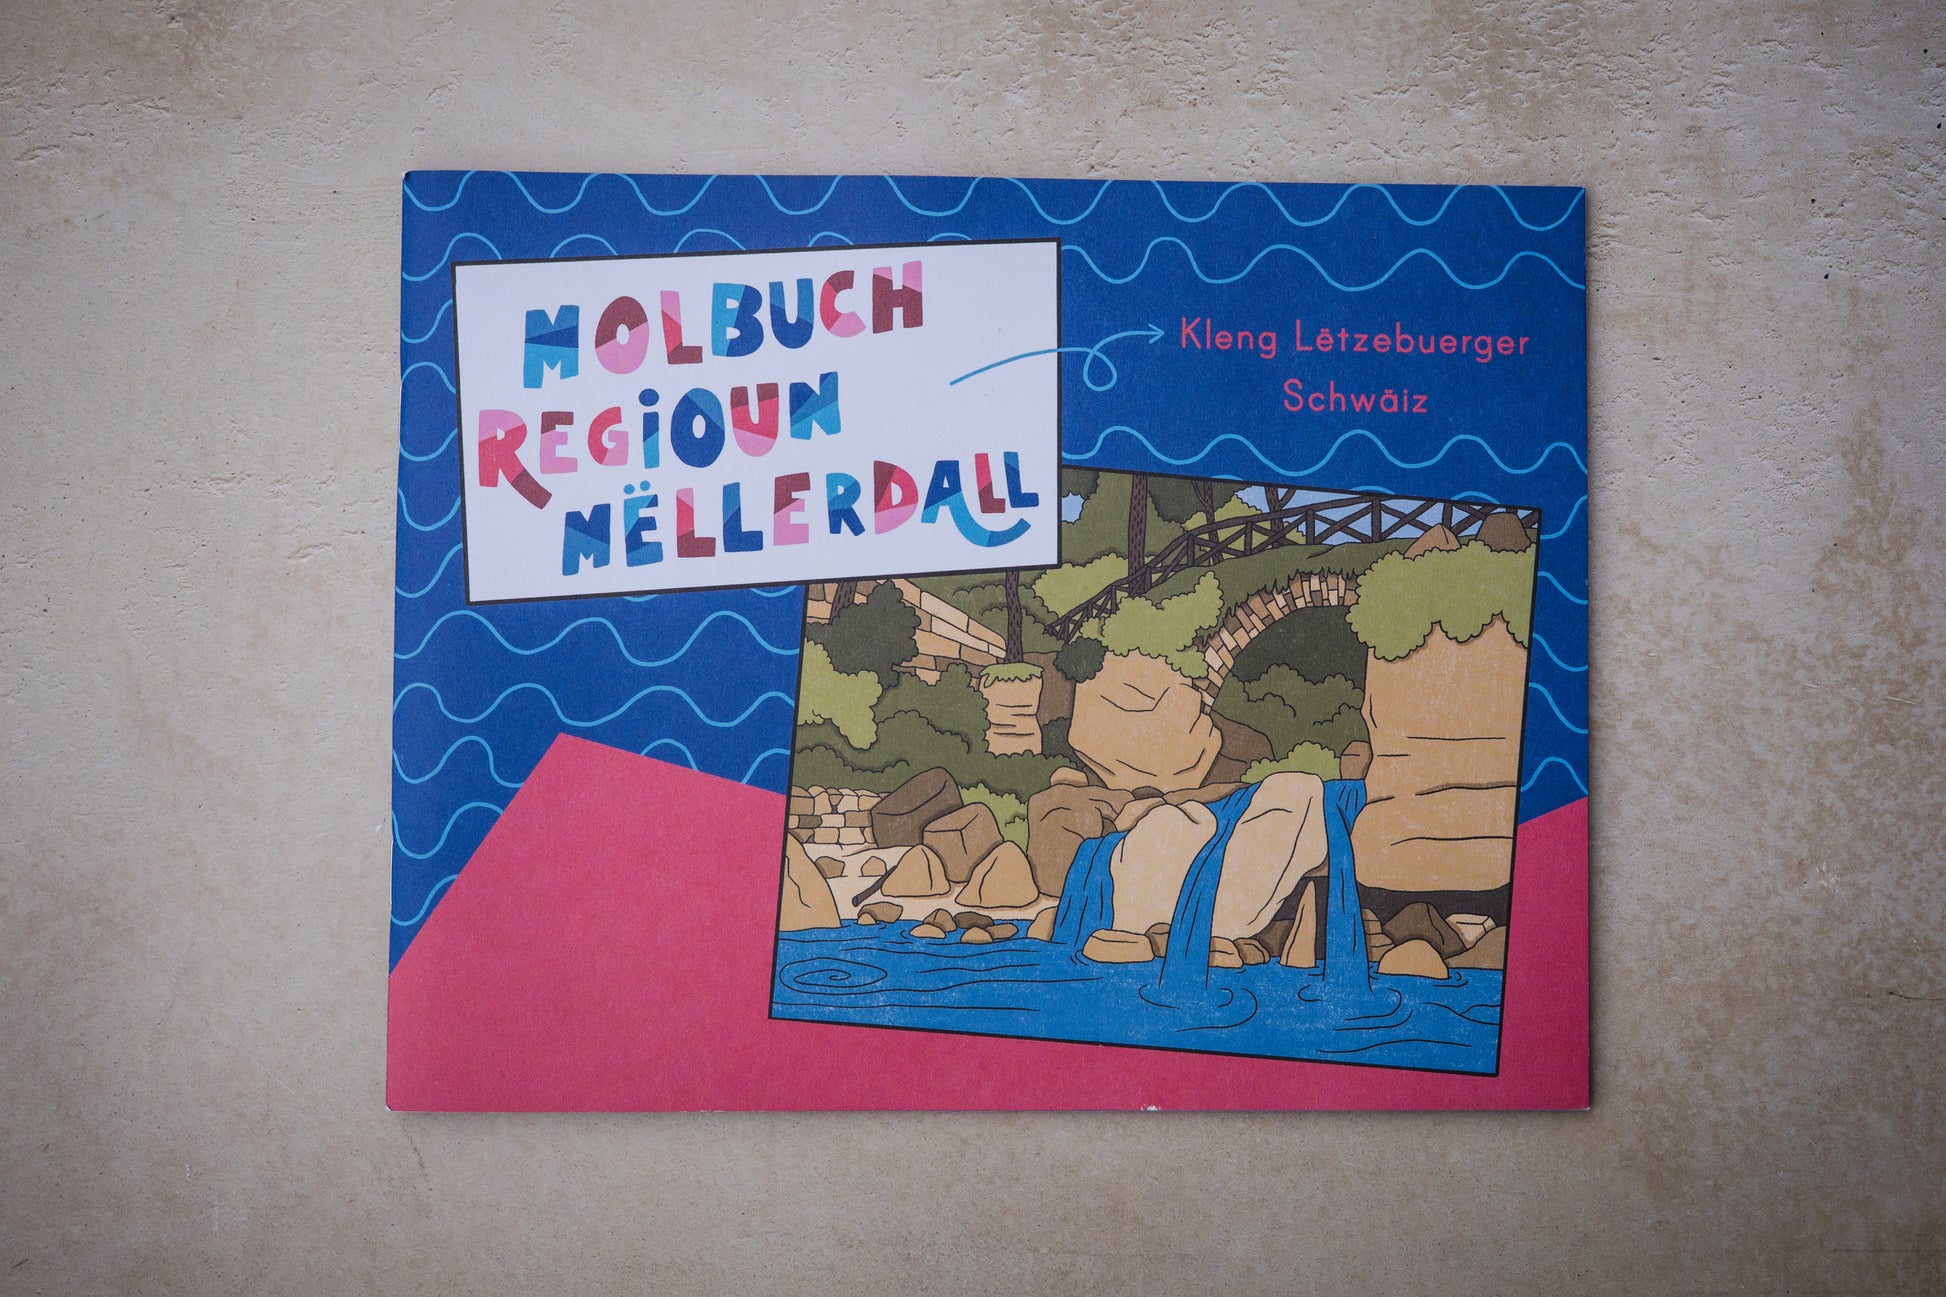 MOLBUCH
REGiOUN
MËLLERDALL
Kleng Lëtzebuerger
Schwäiz